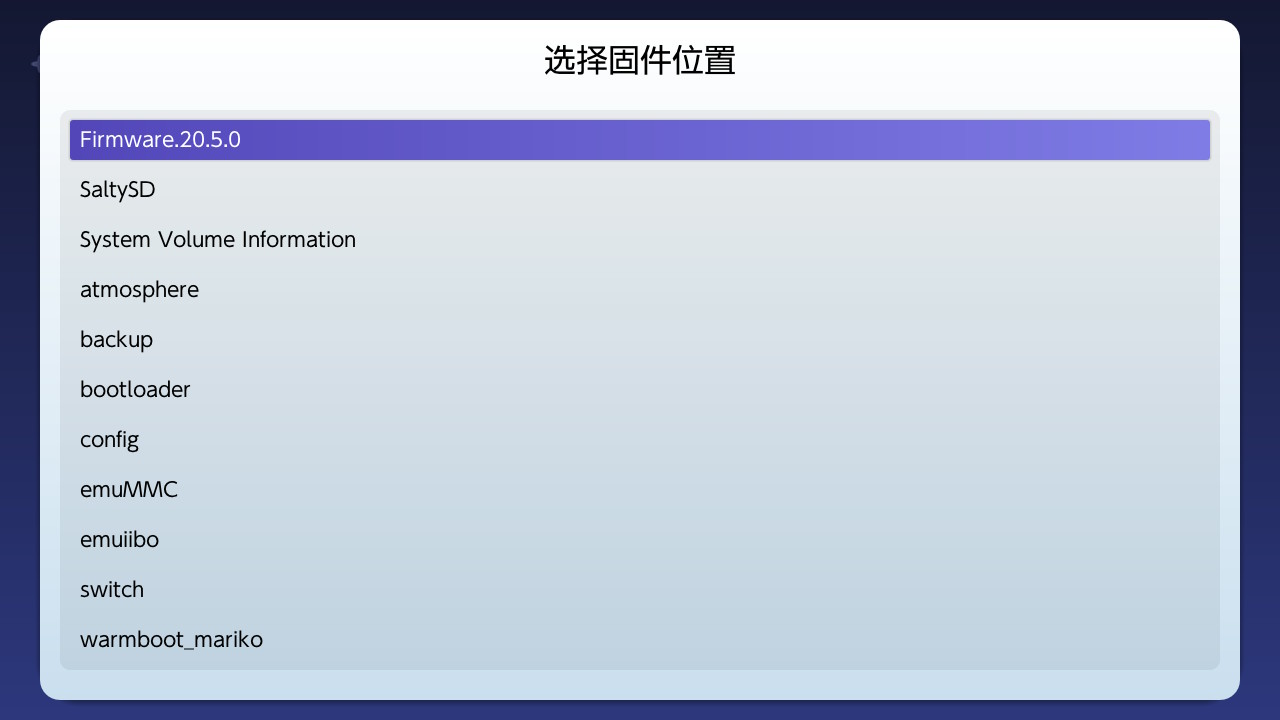 选择固件位置
Firmware.20.5.0
SaltySD
System Volume Information
atmosphere
backup
bootloader
config
emuMMC
emuiibo
switch
warmboot_mariko